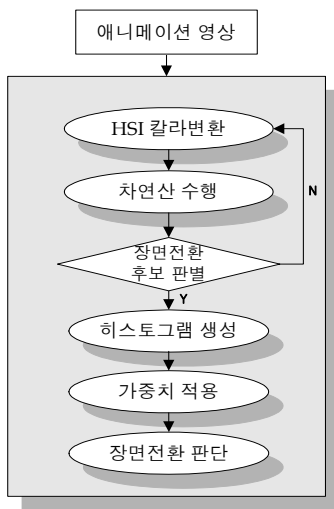 애니메이션 영상
HSI 칼라변환
N
차연산 수행
장면전환
후보 판별
Y
히스토그램 생성
가중치 적용
장면전환 판단